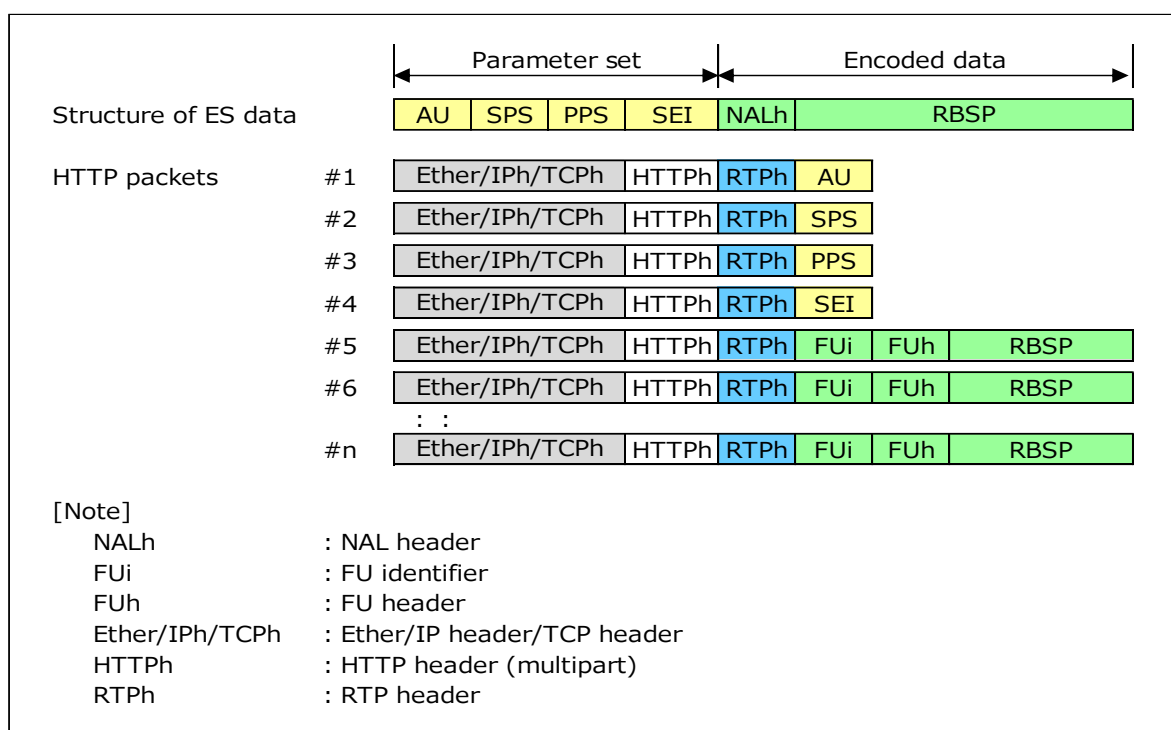 Parameter set Encoded data
Structure of ES data AU SPS PPS SEI NALh RBSP
HTTP packets #1 Ether/IPh/TCPh HTTPh RTPh AU
#2 Ether/IPh/TCPh HTTPh RTPh SPS
#3 Ether/IPh/TCPh HTTPh RTPh PPS
#4 Ether/IPh/TCPh HTTPh RTPh SEI
#5 Ether/IPh/TCPh HTTPh RTPh FUi FUh RBSP
#6 Ether/IPh/TCPh HTTPh RTPh FUi FUh RBSP
: :
#n Ether/IPh/TCPh HTTPh RTPh FUi FUh RBSP
[Note]
NALh : NAL header
FUi : FU identifier
FUh : FU header
Ether/IPh/TCPh : Ether/IP header/TCP header
HTTPh : HTTP header (multipart)
RTPh : RTP header